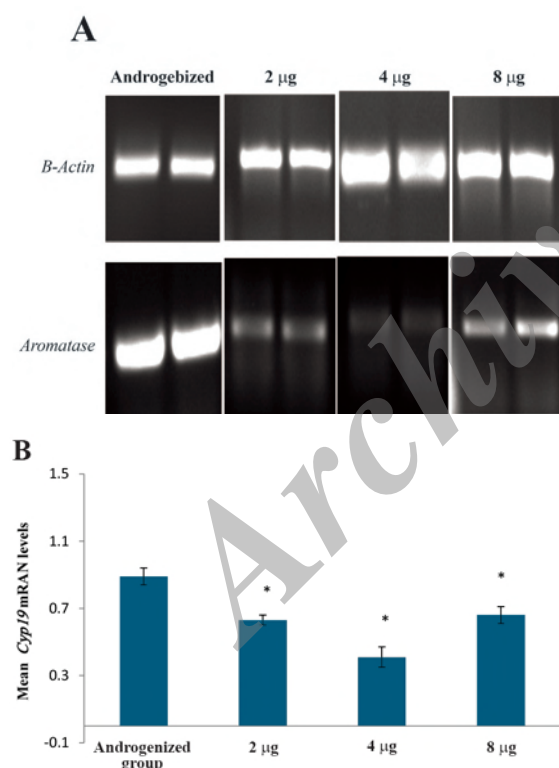 A
Androgebized 2 µg 4 µg 8 µg
B-Actin
Aromatase
Archiv
B
Mean Cyp19 mRAN levels
1.5
1.1
0.7
0.3
-0.1
* * *
Androgenized
group
2 µg 4 µg 8 µg